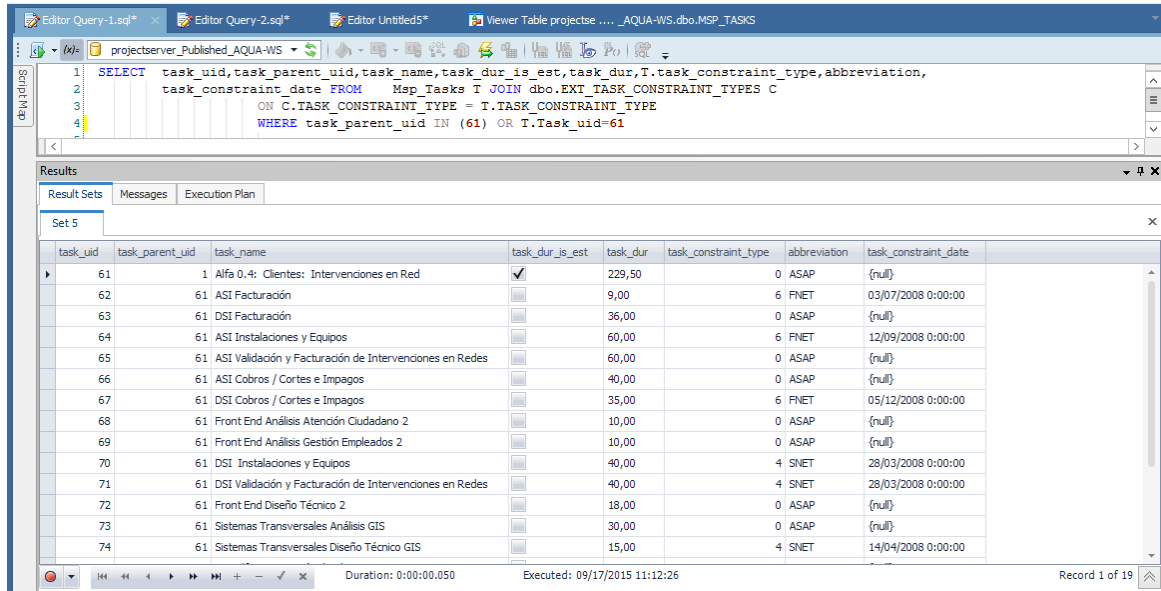 Editor Query-1.sql* × Editor Query-2.sql* Editor Untitled5* Viewer Table projectse .... _AQUA-WS.dbo.MSP_TASKS
(x)= projectserver_Published_AQUA-WS
Script Map
1 SELECT task_uid,task_parent_uid,task_name,task_dur_is_est,task_dur,T.task_constraint_type,abbreviation,
2 task_constraint_date FROM Msp_Tasks T JOIN dbo.EXT_TASK_CONSTRAINT_TYPES C
3 ON C.TASK_CONSTRAINT_TYPE = T.TASK_CONSTRAINT_TYPE
4 WHERE task_parent_uid IN (61) OR T.Task_uid=61
Results
Result Sets Messages Execution Plan
Set 5
task_uid task_parent_uid task_name task_dur_is_est task_dur task_constraint_type abbreviation task_constraint_date
61 1 Alfa 0.4: Clientes: Intervenciones en Red 229,50 0 ASAP {null}
62 61 ASI Facturación 9,00 6 FNET 03/07/2008 0:00:00
63 61 DSI Facturación 36,00 0 ASAP {null}
64 61 ASI Instalaciones y Equipos 60,00 6 FNET 12/09/2008 0:00:00
65 61 ASI Validación y Facturación de Intervenciones en Redes 60,00 0 ASAP {null}
66 61 ASI Cobros / Cortes e Impagos 40,00 0 ASAP {null}
67 61 DSI Cobros / Cortes e Impagos 35,00 6 FNET 05/12/2008 0:00:00
68 61 Front End Análisis Atención Ciudadano 2 10,00 0 ASAP {null}
69 61 Front End Análisis Gestión Empleados 2 10,00 0 ASAP {null}
70 61 DSI Instalaciones y Equipos 40,00 4 SNET 28/03/2008 0:00:00
71 61 DSI Validación y Facturación de Intervenciones en Redes 40,00 4 SNET 28/03/2008 0:00:00
72 61 Front End Diseño Técnico 2 18,00 0 ASAP {null}
73 61 Sistemas Transversales Análisis GIS 30,00 0 ASAP {null}
74 61 Sistemas Transversales Diseño Técnico GIS 15,00 4 SNET 14/04/2008 0:00:00
Duration: 0:00:00.050 Executed: 09/17/2015 11:12:26 Record 1 of 19